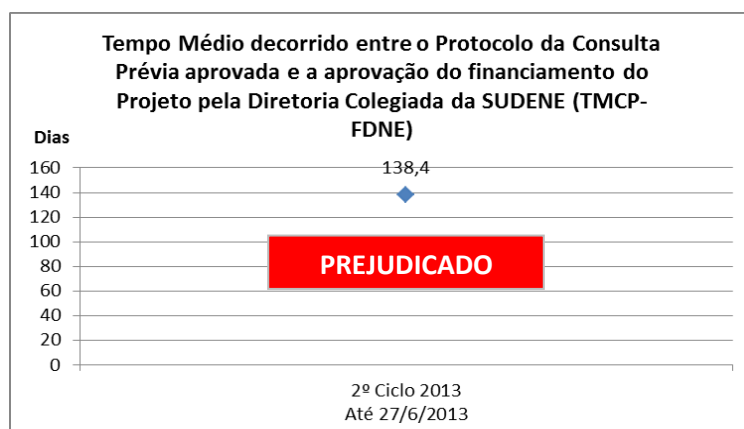 Tempo Médio decorrido entre o Protocolo da Consulta
Prévia aprovada e a aprovação do financiamento do
Projeto pela Diretoria Colegiada da SUDENE (TMCP-
FDNE)
Dias
160
138,4
140
120
100
PREJUDICADO
80
60
40
20
0
2º Ciclo 2013
Até 27/6/2013